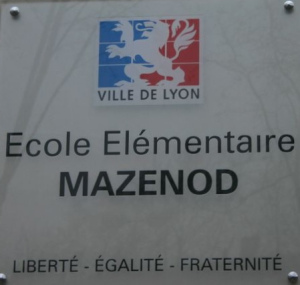 VILLE DE LYON
Ecole Elémentaire
MAZENOD
LIBERTÉ - ÉGALITÉ - FRATERNITÉ